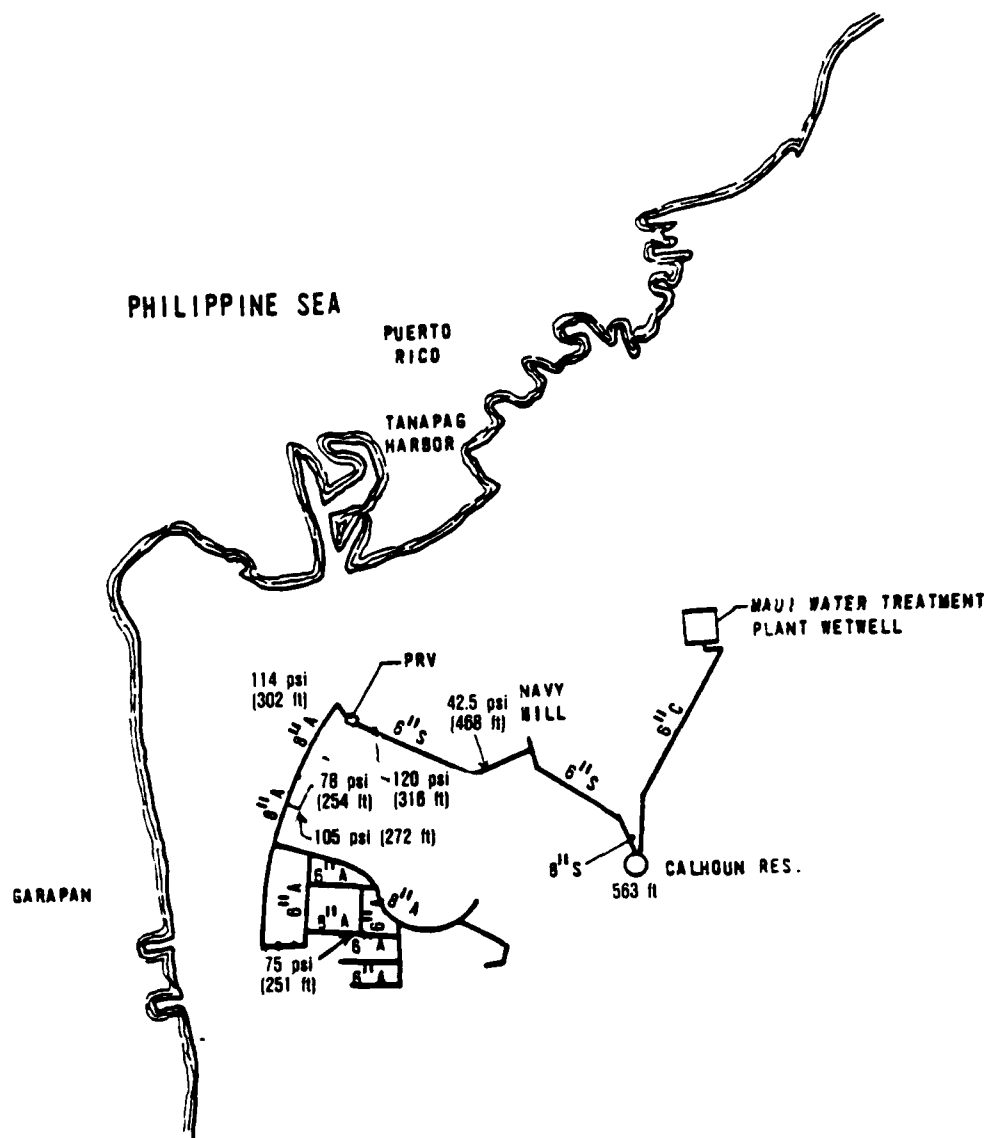 PHILIPPINE SEA
PUERTO
RICO
TANAPAG
HARBOR
MAUI WATER TREATMENT
PLANT WETWELL
PRV
114 psi
(302 ft)
42.5 psi
(468 ft)
NAVY
HILL
8"A
6"S
78 psi
(254 ft)
120 psi
(316 ft)
6"S
6"C
8"A
105 psi (272 ft)
8"S
CALHOUN RES.
563 ft
GARAPAN
6"A
6"A
8"A
8"A
6"
6"A
75 psi
(251 ft)
6"A